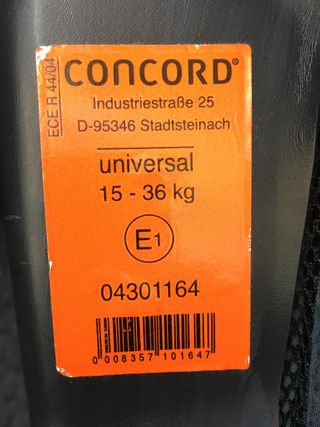 ECE R 44/04
CONCORD®
Industriestraße 25
D-95346 Stadtsteinach
universal
15 - 36 kg
E1
04301164
0 008357 101647